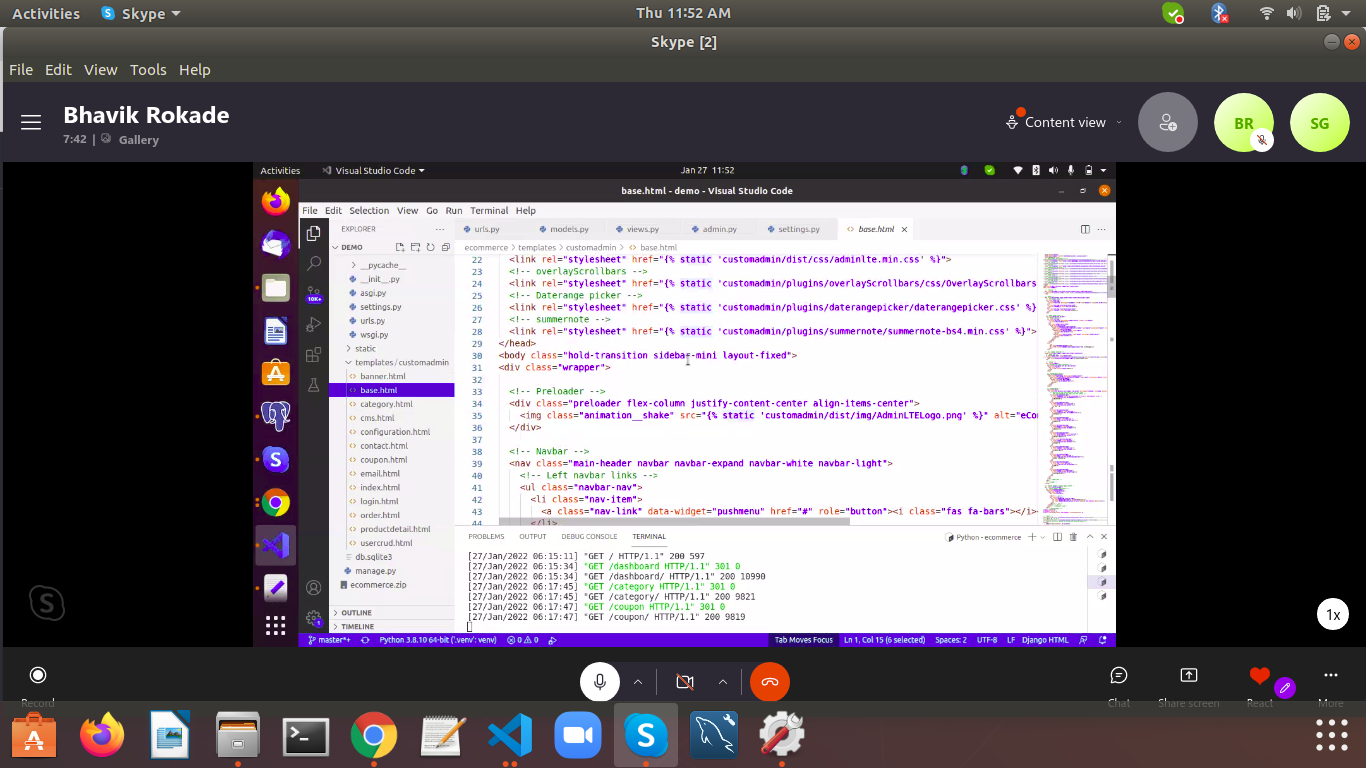 Activities Skype Thu 11:52 AM
Skype [2]
File Edit View Tools Help
Bhavik Rokade
7:42 | Gallery
Content view
BR
SG
Activities Visual Studio Code Jan 27 11:52
base.html - demo - Visual Studio Code
File Edit Selection View Go Run Terminal Help
EXPLORER
urls.py models.py views.py admin.py settings.py base.html
DEMO
ecommerce > templates > customadmin > base.html
__pycache__
__init__.py
asgi.py
settings.py
urls.py
wsgi.py
static
templates / customadmin
banner.html
base.html
category.html
cms.html
configuration.html
contact.html
coupon.html
email.html
index.html
login.html
order.html
productdetail.html
usercrud.html
db.sqlite3
manage.py
ecommerce.zip
OUTLINE
TIMELINE
10K+
22 <link rel="stylesheet" href="{% static 'customadmin/dist/css/adminlte.min.css' %}">
23 <!-- overlayScrollbars -->
24 <link rel="stylesheet" href="{% static 'customadmin/plugins/overlayScrollbars/css/OverlayScrollbars
25 <!-- Daterange picker -->
26 <link rel="stylesheet" href="{% static 'customadmin/plugins/daterangepicker/daterangepicker.css' %}
27 <!-- summernote -->
28 <link rel="stylesheet" href="{% static 'customadmin/plugins/summernote/summernote-bs4.min.css' %}">
29 </head>
30 <body class="hold-transition sidebar-mini layout-fixed">
31 <div class="wrapper">
32
33 <!-- Preloader -->
34 <div class="preloader flex-column justify-content-center align-items-center">
35 <img class="animation__shake" src="{% static 'customadmin/dist/img/AdminLTELogo.png' %}" alt="eCo
36 </div>
37
38 <!-- Navbar -->
39 <nav class="main-header navbar navbar-expand navbar-white navbar-light">
40 <!-- Left navbar links -->
41 <ul class="navbar-nav">
42 <li class="nav-item">
43 <a class="nav-link" data-widget="pushmenu" href="#" role="button"><i class="fas fa-bars"></i>
44 </li>
PROBLEMS OUTPUT DEBUG CONSOLE TERMINAL Python - ecommerce
[27/Jan/2022 06:15:11] "GET / HTTP/1.1" 200 597
[27/Jan/2022 06:15:34] "GET /dashboard HTTP/1.1" 301 0
[27/Jan/2022 06:15:34] "GET /dashboard/ HTTP/1.1" 200 10990
[27/Jan/2022 06:17:45] "GET /category HTTP/1.1" 301 0
[27/Jan/2022 06:17:45] "GET /category/ HTTP/1.1" 200 9821
[27/Jan/2022 06:17:47] "GET /coupon HTTP/1.1" 301 0
[27/Jan/2022 06:17:47] "GET /coupon/ HTTP/1.1" 200 9819
master*+ Python 3.8.10 64-bit ('.venv': venv) 0 0 Tab Moves Focus Ln 1, Col 15 (6 selected) Spaces: 2 UTF-8 LF Django HTML
1x
Record
Chat Share screen React More